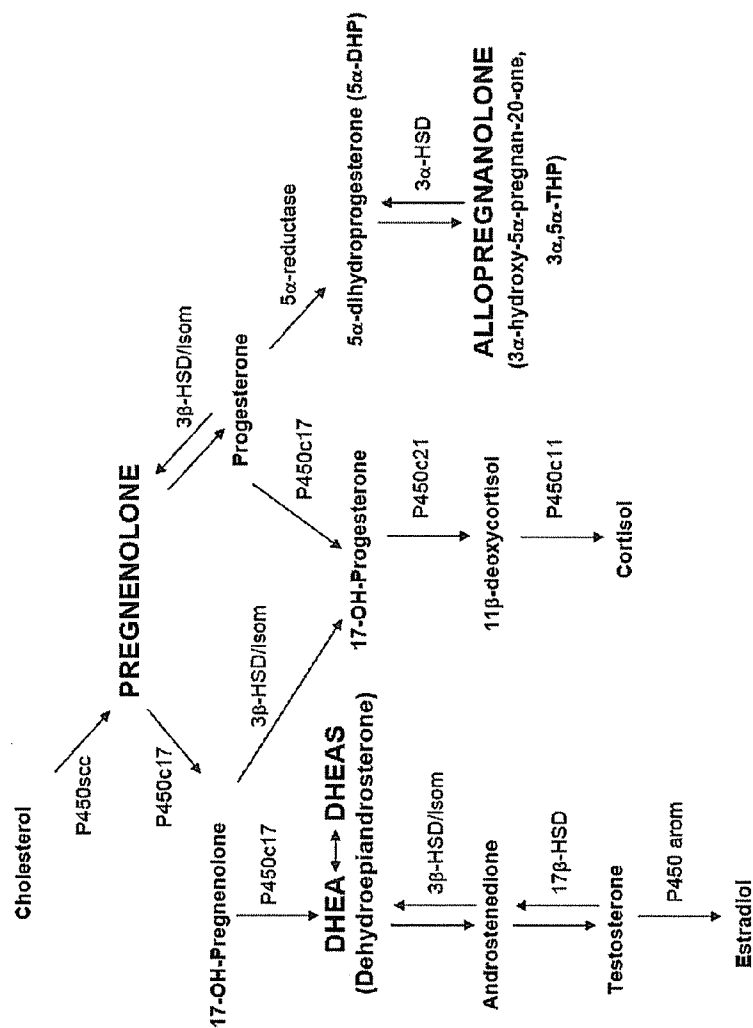 Cholesterol
P450scc
PREGNENOLONE
P450c17
3β-HSD/Isom
17-OH-Pregnenolone
3β-HSD/Isom
Progesterone
5α-reductase
P450c17
P450c17
DHEA DHEAS
(Dehydroepiandrosterone)
17-OH-Progesterone
5α-dihydroprogesterone (5α-DHP)
3β-HSD/Isom
P450c21
3α-HSD
Androstenedione
11β-deoxycortisol
ALLOPREGNANOLONE
(3α-hydroxy-5α-pregnan-20-one,
3α,5α-THP)
17β-HSD
P450c11
Testosterone
Cortisol
P450 arom
Estradiol